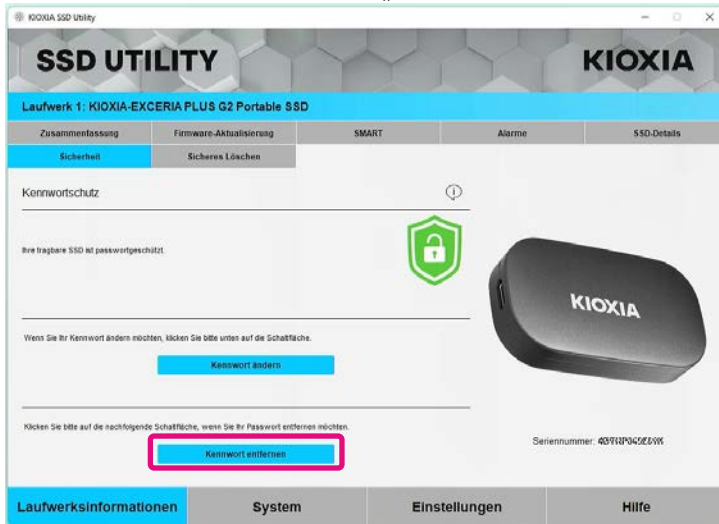 KIOXIA SSD Utility
SSD UTILITY
KIOXIA
Laufwerk 1: KIOXIA-EXCERIA PLUS G2 Portable SSD
Zusammenfassung Firmware-Aktualisierung SMART Alarme SSD-Details
Sicherheit Sicheres Löschen
Kennwortschutz
Ihre tragbare SSD ist passwortgeschützt.
KIOXIA
Wenn Sie Ihr Kennwort ändern möchten, klicken Sie bitte unten auf die Schaltfläche.
Kennwort ändern
Klicken Sie bitte auf die nachfolgende Schaltfläche, wenn Sie Ihr Passwort entfernen möchten.
Kennwort entfernen
Seriennummer:
Laufwerksinformationen System Einstellungen Hilfe